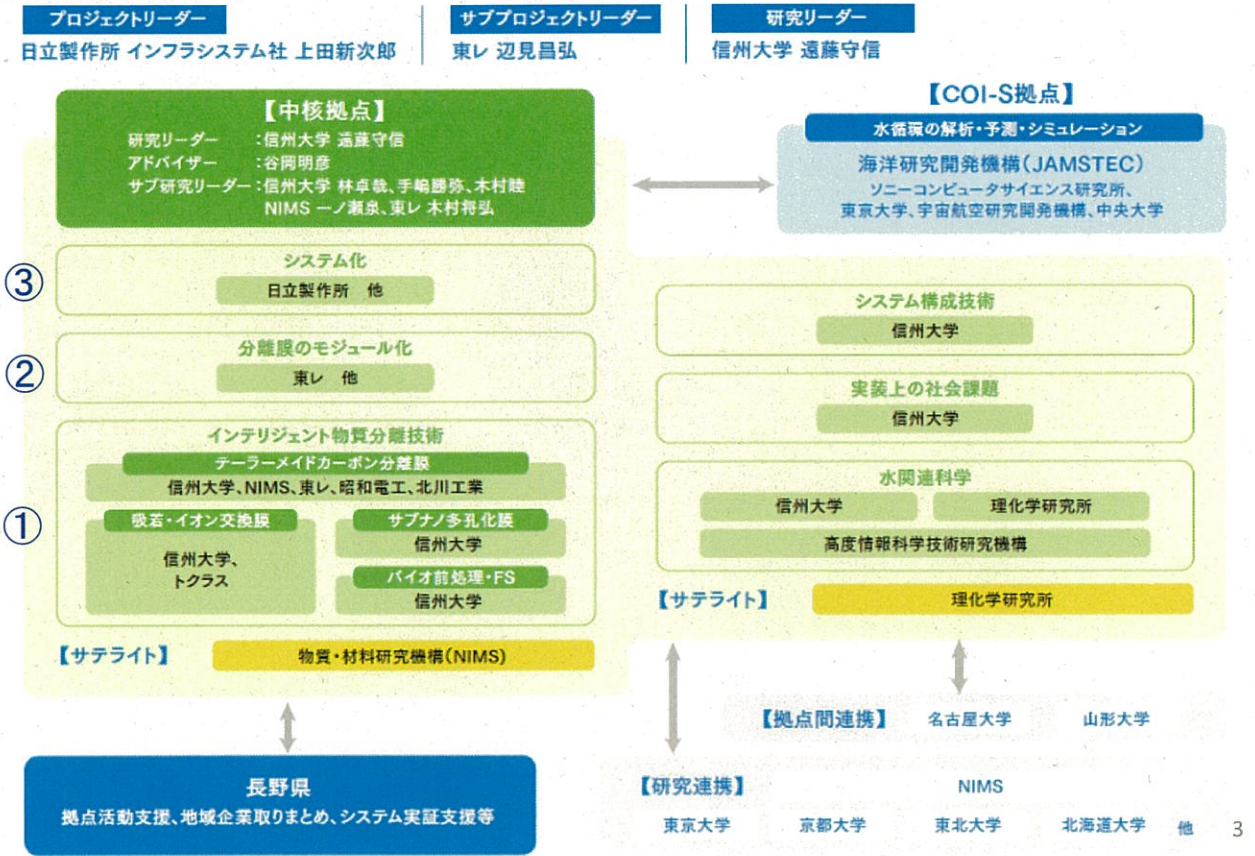 プロジェクトリーダー
日立製作所 インフラシステム社 上田新次郎
サブプロジェクトリーダー
東レ 辺見昌弘
研究リーダー
信州大学 遠藤守信
【中核拠点】
研究リーダー :信州大学 遠藤守信
アドバイザー :谷岡明彦
サブ研究リーダー:信州大学 林卓哉、手嶋勝弥、木村睦
NIMS 一ノ瀬泉、東レ 木村将弘
【COI-S拠点】
水循環の解析・予測・シミュレーション
海洋研究開発機構(JAMSTEC)
ソニーコンピュータサイエンス研究所、
東京大学、宇宙航空研究開発機構、中央大学
③
システム化
日立製作所 他
②
分離膜のモジュール化
東レ 他
①
インテリジェント物質分離技術
テーラーメイドカーボン分離膜
信州大学、NIMS、東レ、昭和電工、北川工業
吸着・イオン交換膜
信州大学、
トクラス
サブナノ多孔化膜
信州大学
バイオ前処理・FS
信州大学
【サテライト】
物質・材料研究機構(NIMS)
システム構成技術
信州大学
実装上の社会課題
信州大学
水関連科学
信州大学
理化学研究所
高度情報科学技術研究機構
【サテライト】
理化学研究所
長野県
拠点活動支援、地域企業取りまとめ、システム実証支援等
【拠点間連携】
名古屋大学
山形大学
【研究連携】
NIMS
東京大学
京都大学
東北大学
北海道大学
他
3